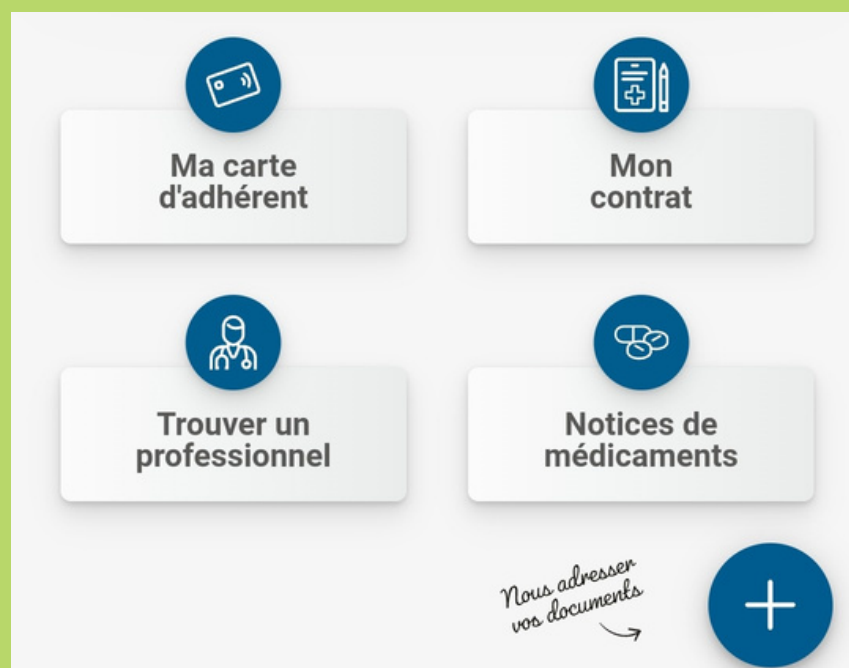 Ma carte
d'adhérent
Mon
contrat
Trouver un
professionnel
Notices de
médicaments
Nous adresser
vos documents